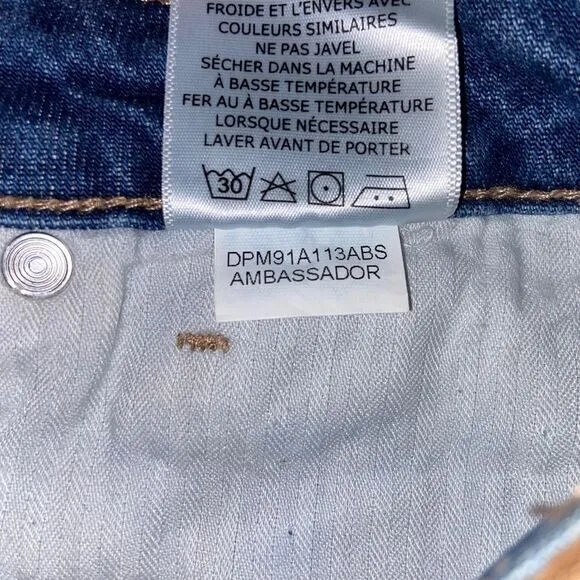 FROIDE ET L'ENVERS AVEC
COULEURS SIMILAIRES
NE PAS JAVEL
SÉCHER DANS LA MACHINE
À BASSE TEMPÉRATURE
FER AU À BASSE TEMPÉRATURE
LORSQUE NÉCESSAIRE
LAVER AVANT DE PORTER
30
DPM91A113ABS
AMBASSADOR